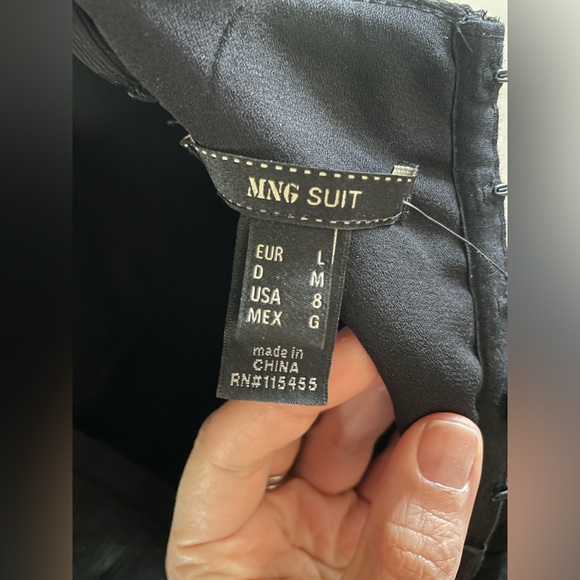 MNG SUIT
EUR L
D M
USA 8
MEX G
made in
CHINA
RN#115455